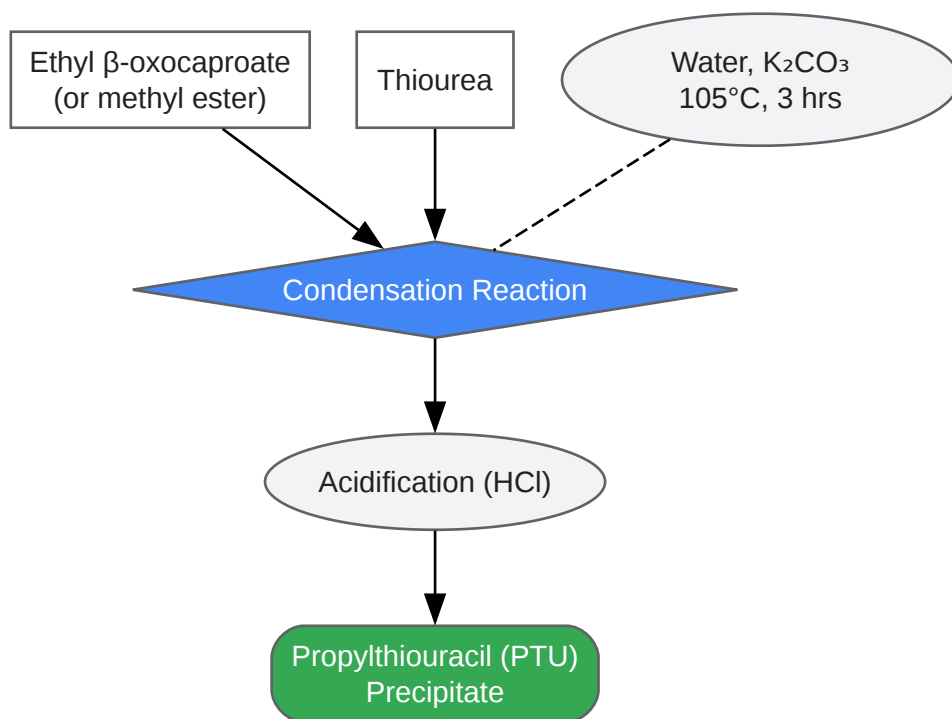 Ethyl β-oxocaproate
(or methyl ester)
Thiourea
Water, K₂CO₃
105°C, 3 hrs
Condensation Reaction
Acidification (HCl)
Propylthiouracil (PTU)
Precipitate